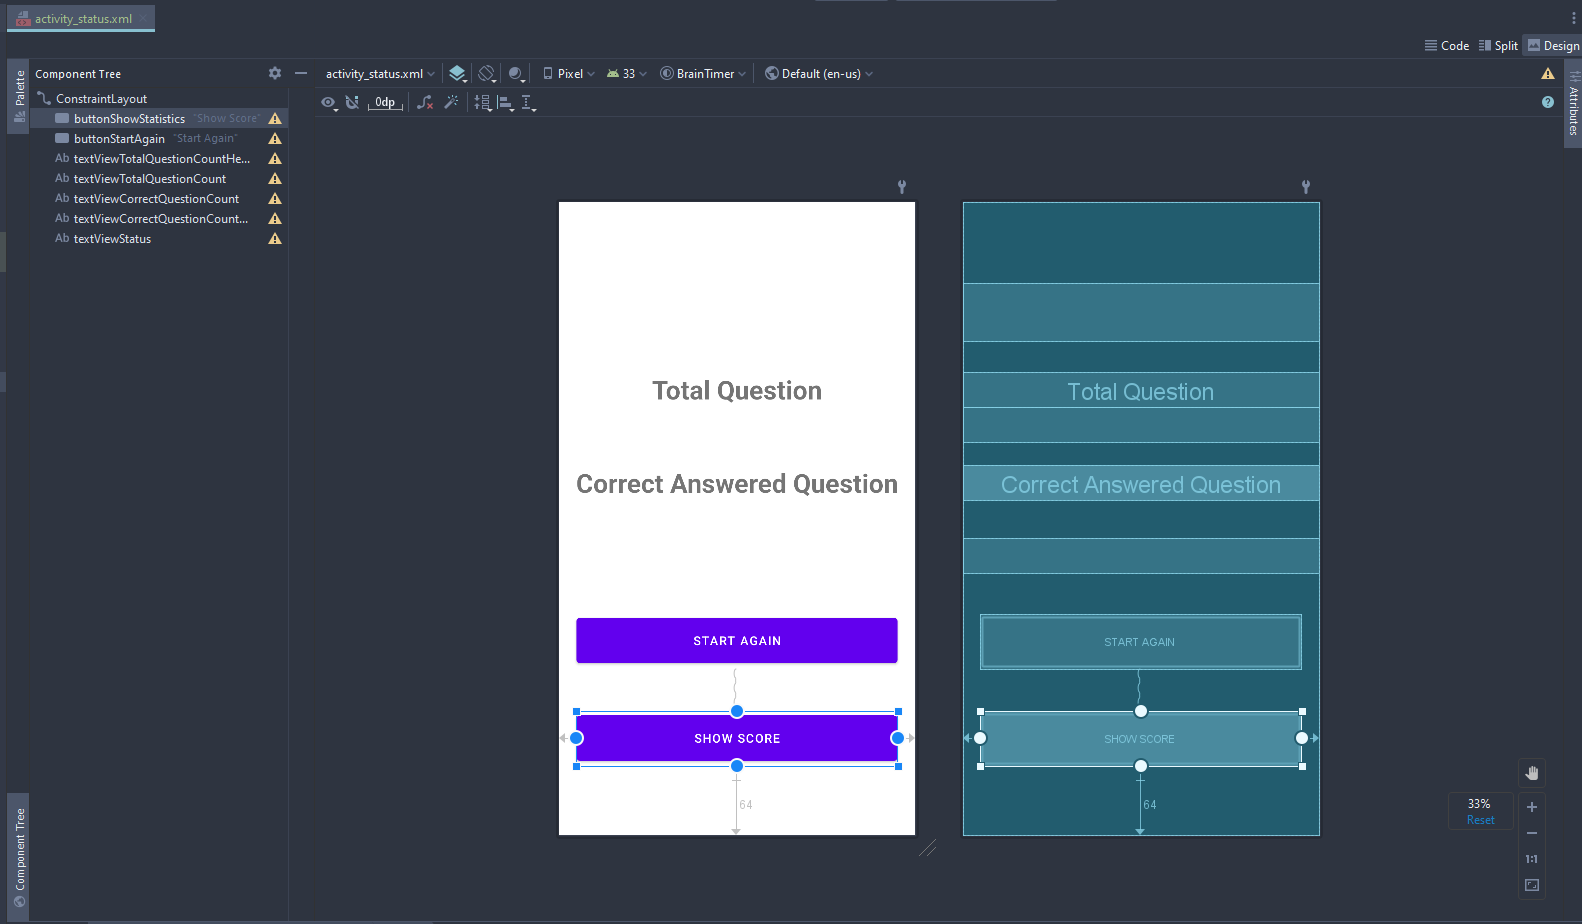 activity_status.xml
Code
Split
Design
Palette
Component Tree
activity_status.xml
Pixel
33
BrainTimer
Default (en-us)
Attributes
0dp
ConstraintLayout
buttonShowStatistics "Show Score"
buttonStartAgain "Start Again"
Ab textViewTotalQuestionCountHe...
Ab textViewTotalQuestionCount
Ab textViewCorrectQuestionCount
Ab textViewCorrectQuestionCount...
Ab textViewStatus
Total Question
Correct Answered Question
START AGAIN
SHOW SCORE
64
Total Question
Correct Answered Question
START AGAIN
SHOW SCORE
64
33%
Reset
1:1
Component Tree